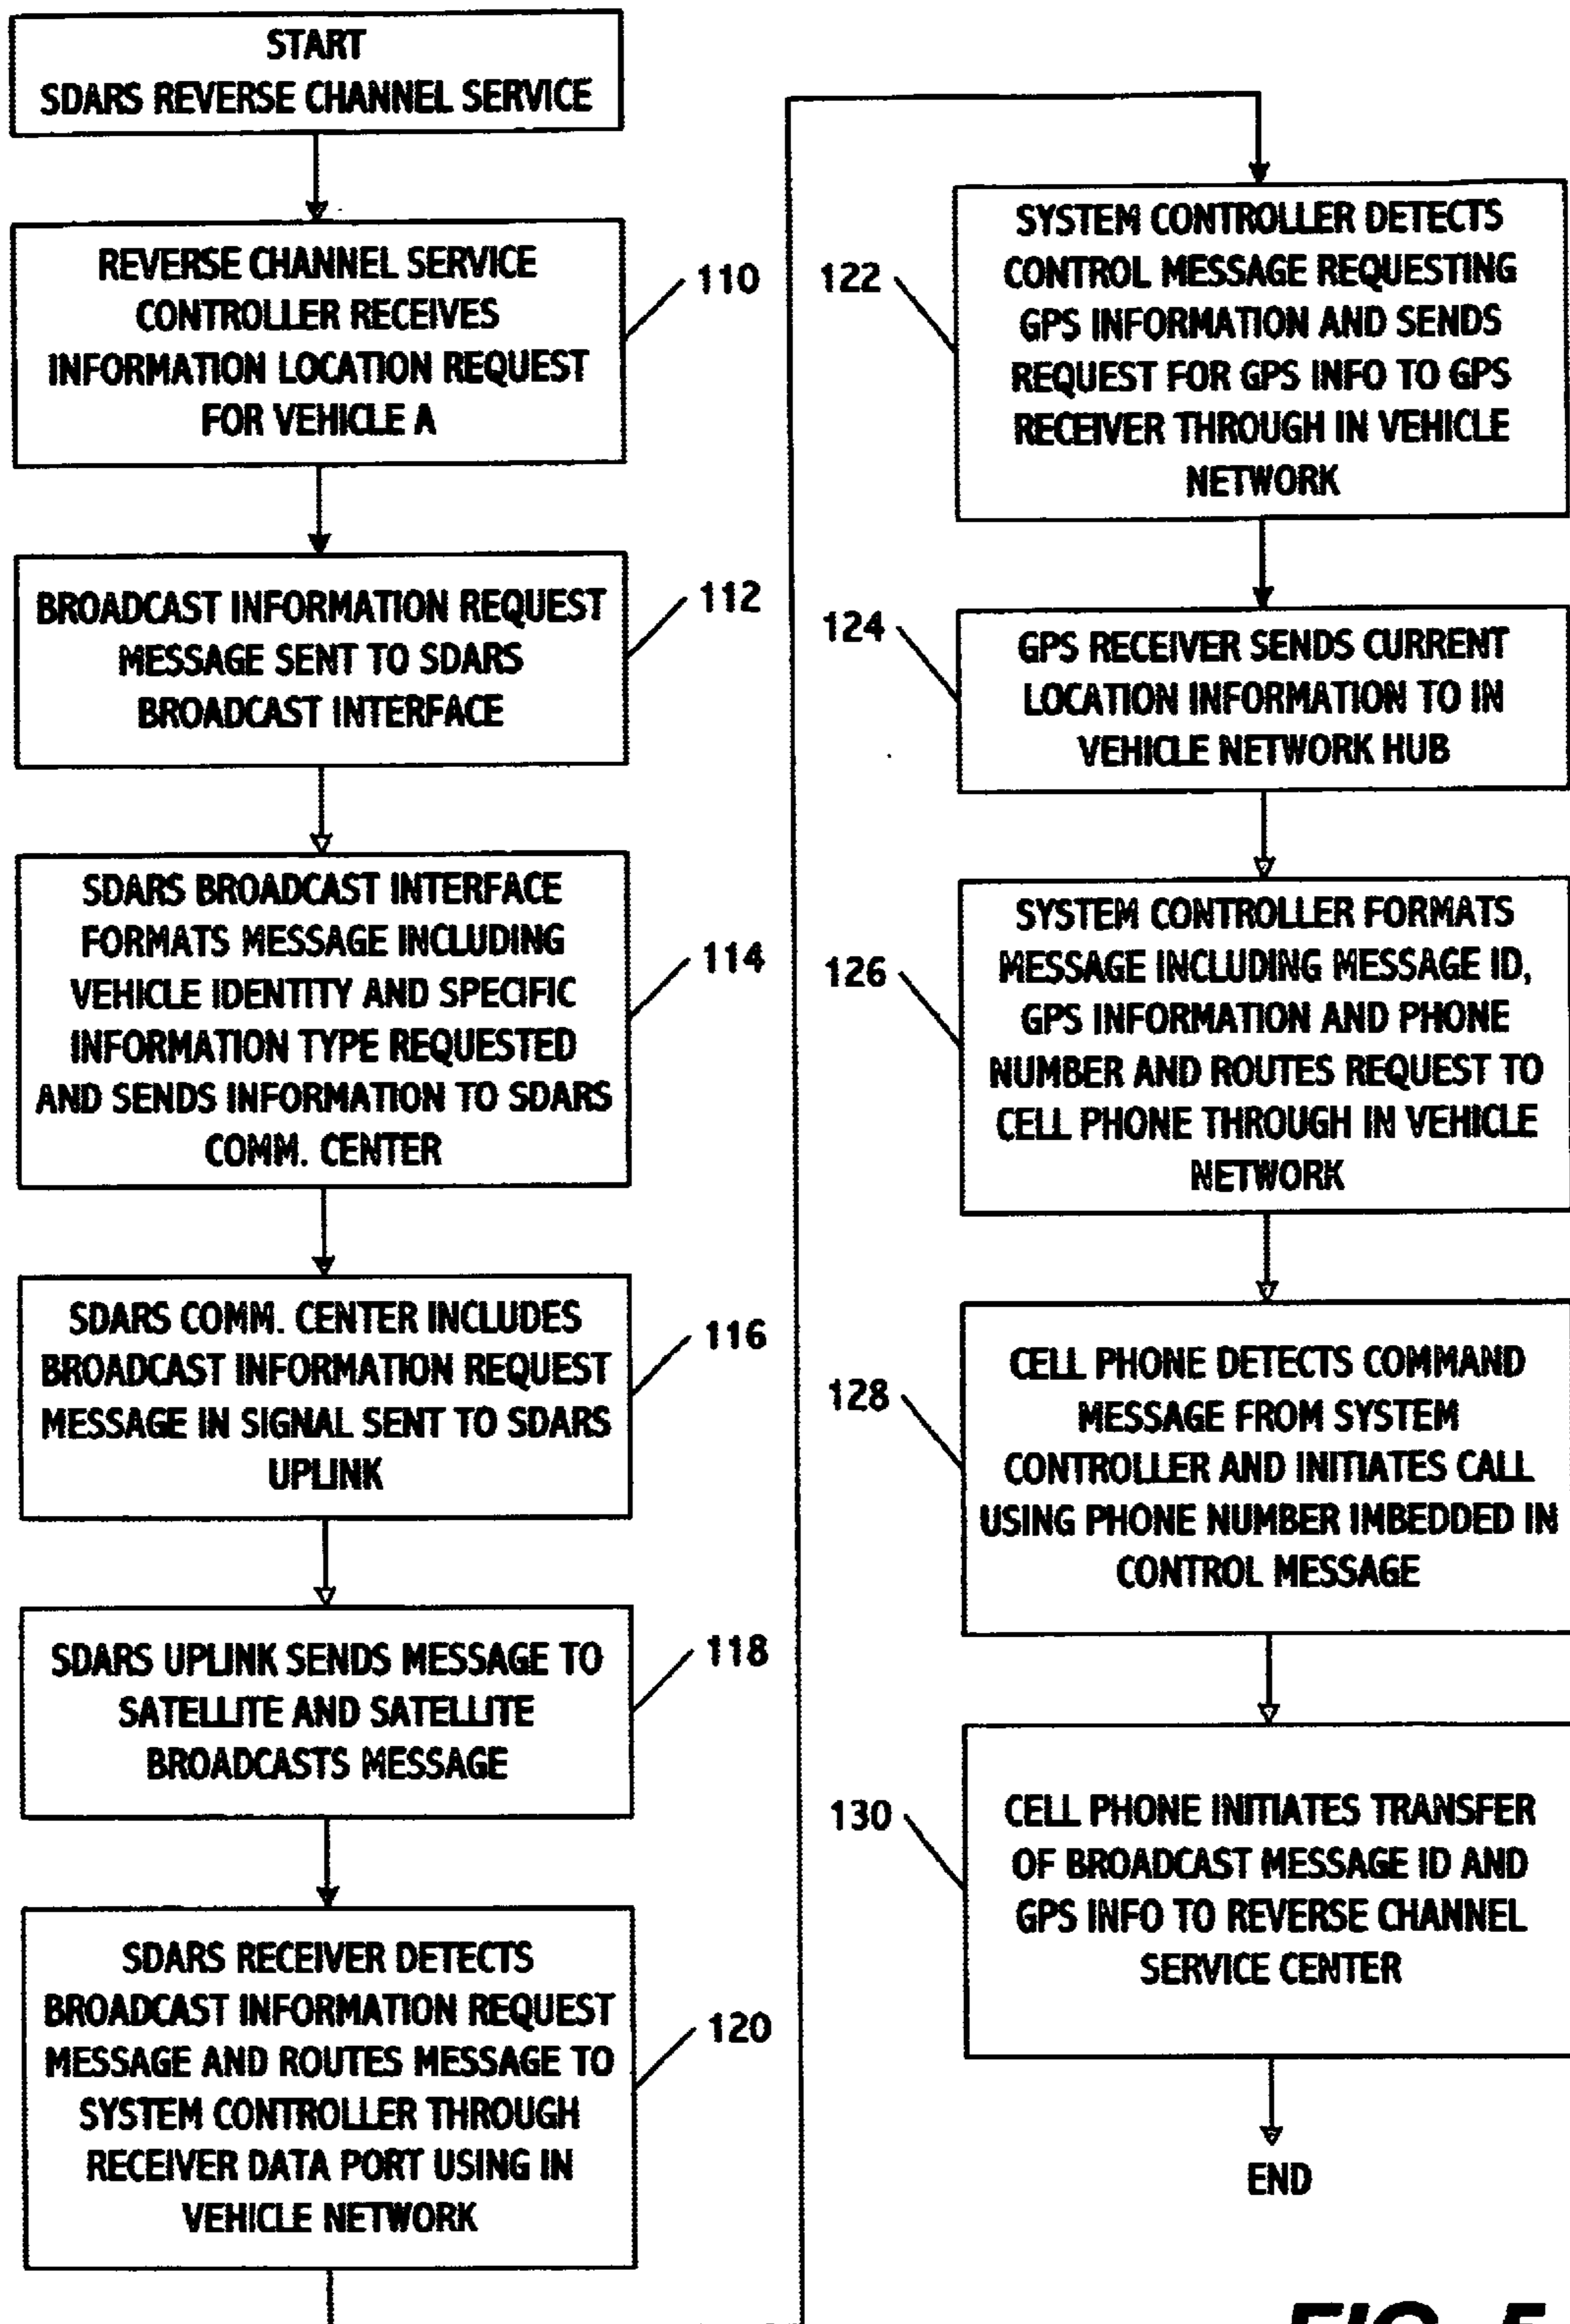 START
SDARS REVERSE CHANNEL SERVICE
REVERSE CHANNEL SERVICE
CONTROLLER RECEIVES
INFORMATION LOCATION REQUEST
FOR VEHICLE A
110
BROADCAST INFORMATION REQUEST
MESSAGE SENT TO SDARS
BROADCAST INTERFACE
112
SDARS BROADCAST INTERFACE
FORMATS MESSAGE INCLUDING
VEHICLE IDENTITY AND SPECIFIC
INFORMATION TYPE REQUESTED
AND SENDS INFORMATION TO SDARS
COMM. CENTER
114
SDARS COMM. CENTER INCLUDES
BROADCAST INFORMATION REQUEST
MESSAGE IN SIGNAL SENT TO SDARS
UPLINK
116
SDARS UPLINK SENDS MESSAGE TO
SATELLITE AND SATELLITE
BROADCASTS MESSAGE
118
SDARS RECEIVER DETECTS
BROADCAST INFORMATION REQUEST
MESSAGE AND ROUTES MESSAGE TO
SYSTEM CONTROLLER THROUGH
RECEIVER DATA PORT USING IN
VEHICLE NETWORK
120
122
SYSTEM CONTROLLER DETECTS
CONTROL MESSAGE REQUESTING
GPS INFORMATION AND SENDS
REQUEST FOR GPS INFO TO GPS
RECEIVER THROUGH IN VEHICLE
NETWORK
124
GPS RECEIVER SENDS CURRENT
LOCATION INFORMATION TO IN
VEHICLE NETWORK HUB
126
SYSTEM CONTROLLER FORMATS
MESSAGE INCLUDING MESSAGE ID,
GPS INFORMATION AND PHONE
NUMBER AND ROUTES REQUEST TO
CELL PHONE THROUGH IN VEHICLE
NETWORK
128
CELL PHONE DETECTS COMMAND
MESSAGE FROM SYSTEM
CONTROLLER AND INITIATES CALL
USING PHONE NUMBER IMBEDDED IN
CONTROL MESSAGE
130
CELL PHONE INITIATES TRANSFER
OF BROADCAST MESSAGE ID AND
GPS INFO TO REVERSE CHANNEL
SERVICE CENTER
END